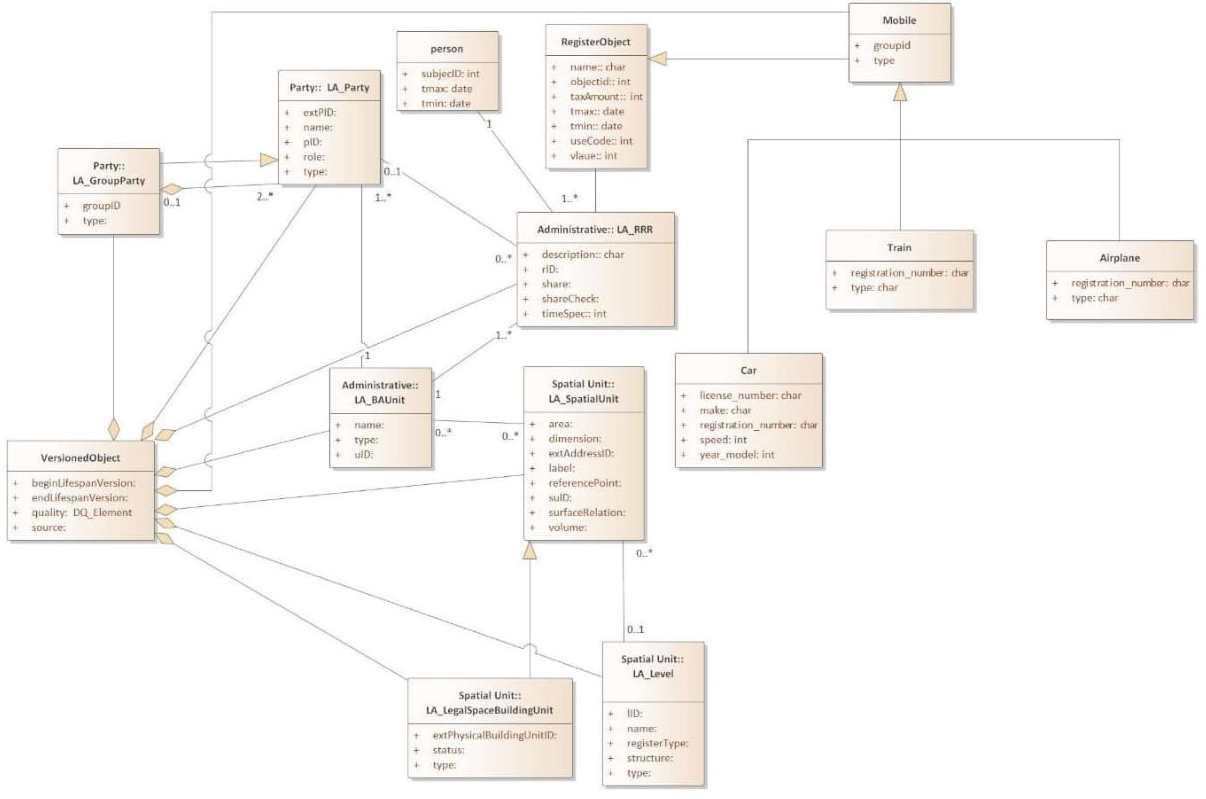 Mobile
+ groupid
+ type
person
+ subjecID: int
+ tmax: date
+ tmin: date
RegisterObject
+ name:: char
+ objectid:: int
+ taxAmount:: int
+ tmax:: date
+ tmin:: date
+ useCode:: int
+ vlaue:: int
Party:: LA_Party
+ extPID:
+ name:
+ pID:
+ role:
+ type:
Party::
LA_GroupParty
+ groupID
+ type:
0..1
2..*
1..*
0..1
1
1..*
0..*
Administrative:: LA_RRR
+ description:: char
+ rID:
+ share:
+ shareCheck:
+ timeSpec:: int
Train
+ registration_number: char
+ type: char
Airplane
+ registration_number: char
+ type: char
1..*
1
1
Administrative::
LA_BAUnit
+ name:
+ type:
+ uID:
0..*
0..*
Spatial Unit::
LA_SpatialUnit
+ area:
+ dimension:
+ extAddressID:
+ label:
+ referencePoint:
+ suID:
+ surfaceRelation:
+ volume:
Car
+ license_number: char
+ make: char
+ registration_number: char
+ speed: int
+ year_model: int
VersionedObject
+ beginLifespanVersion:
+ endLifespanVersion:
+ quality: DQ_Element
+ source:
0..*
0..1
Spatial Unit::
LA_LegalSpaceBuildingUnit
+ extPhysicalBuildingUnitID:
+ status:
+ type:
Spatial Unit::
LA_Level
+ lID:
+ name:
+ registerType:
+ structure:
+ type: